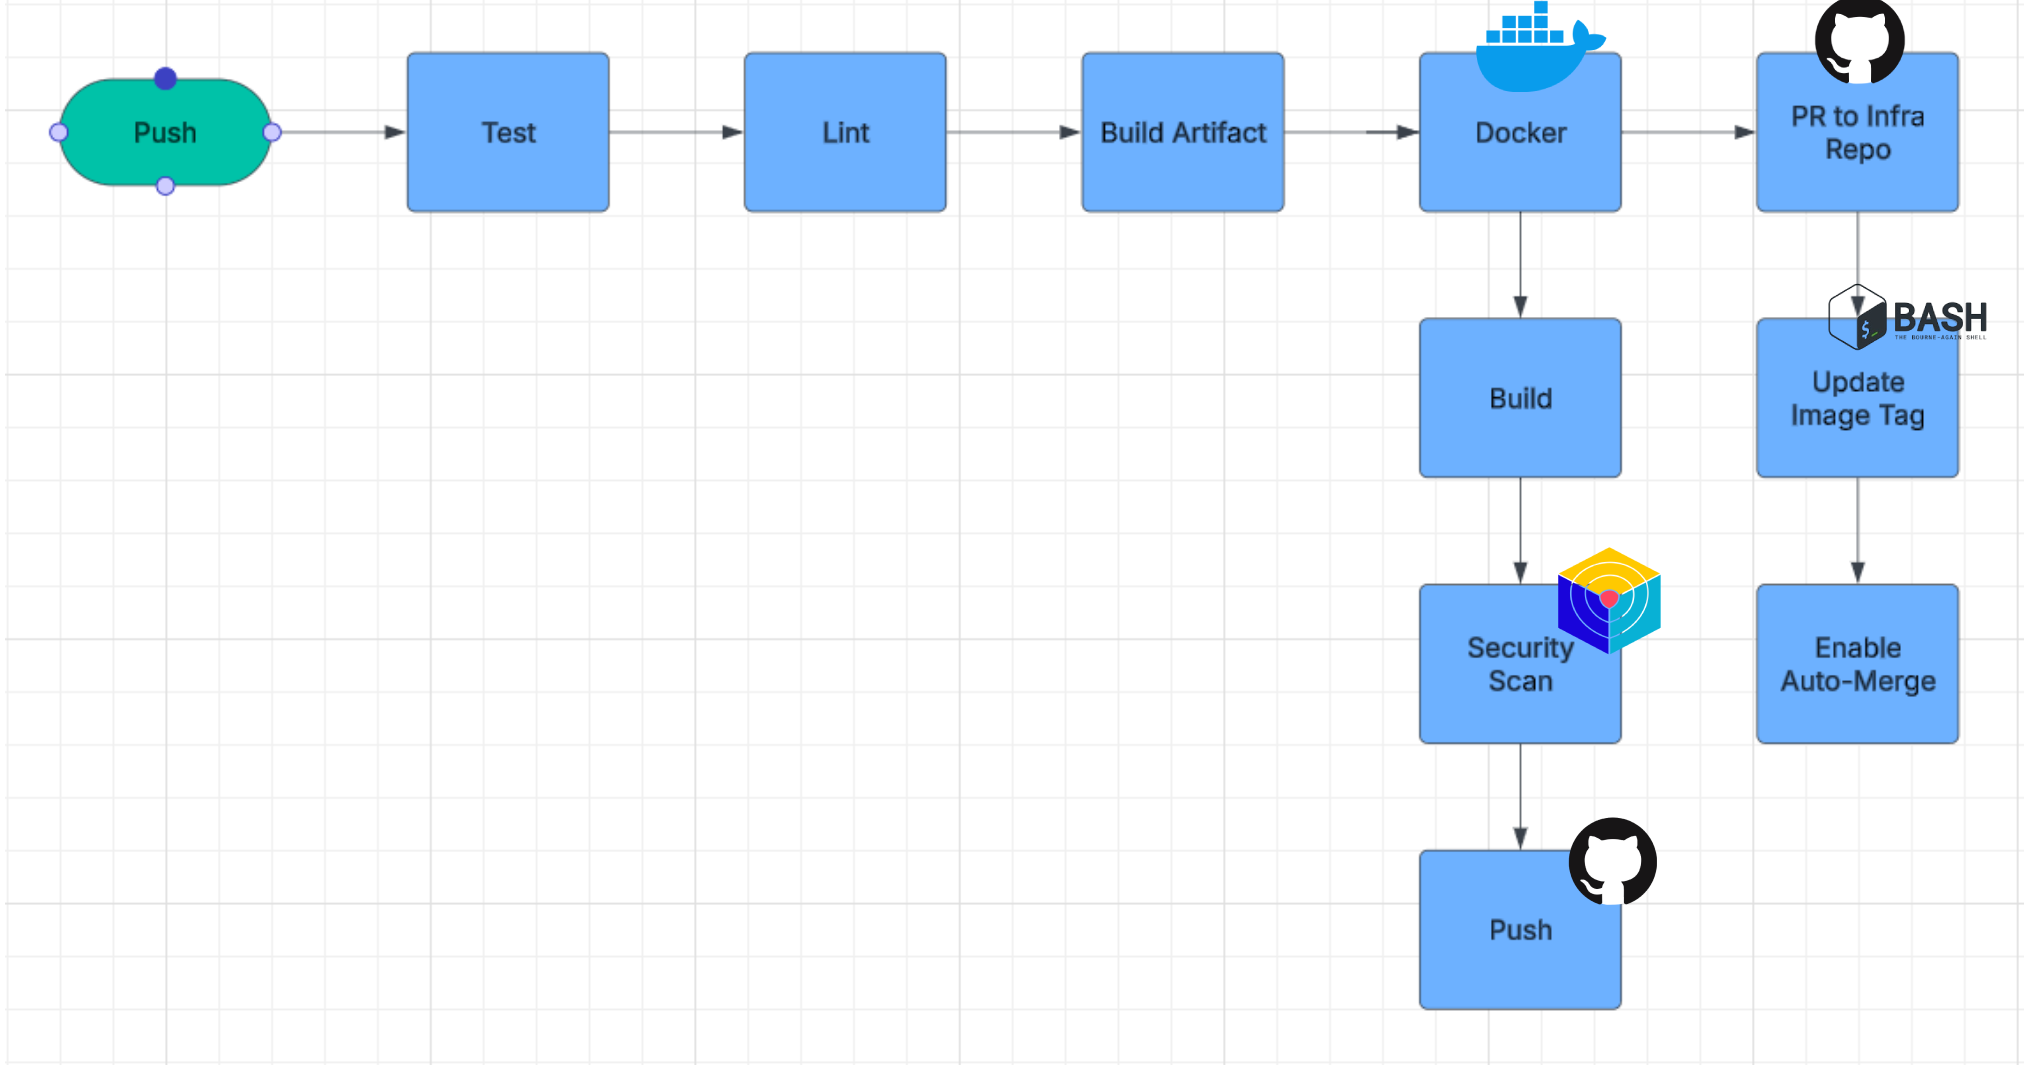 Push
Test
Lint
Build Artifact
Docker
PR to Infra
Repo
Build
BASH
THE BOURNE-AGAIN SHELL
Update
Image Tag
Security
Scan
Enable
Auto-Merge
Push